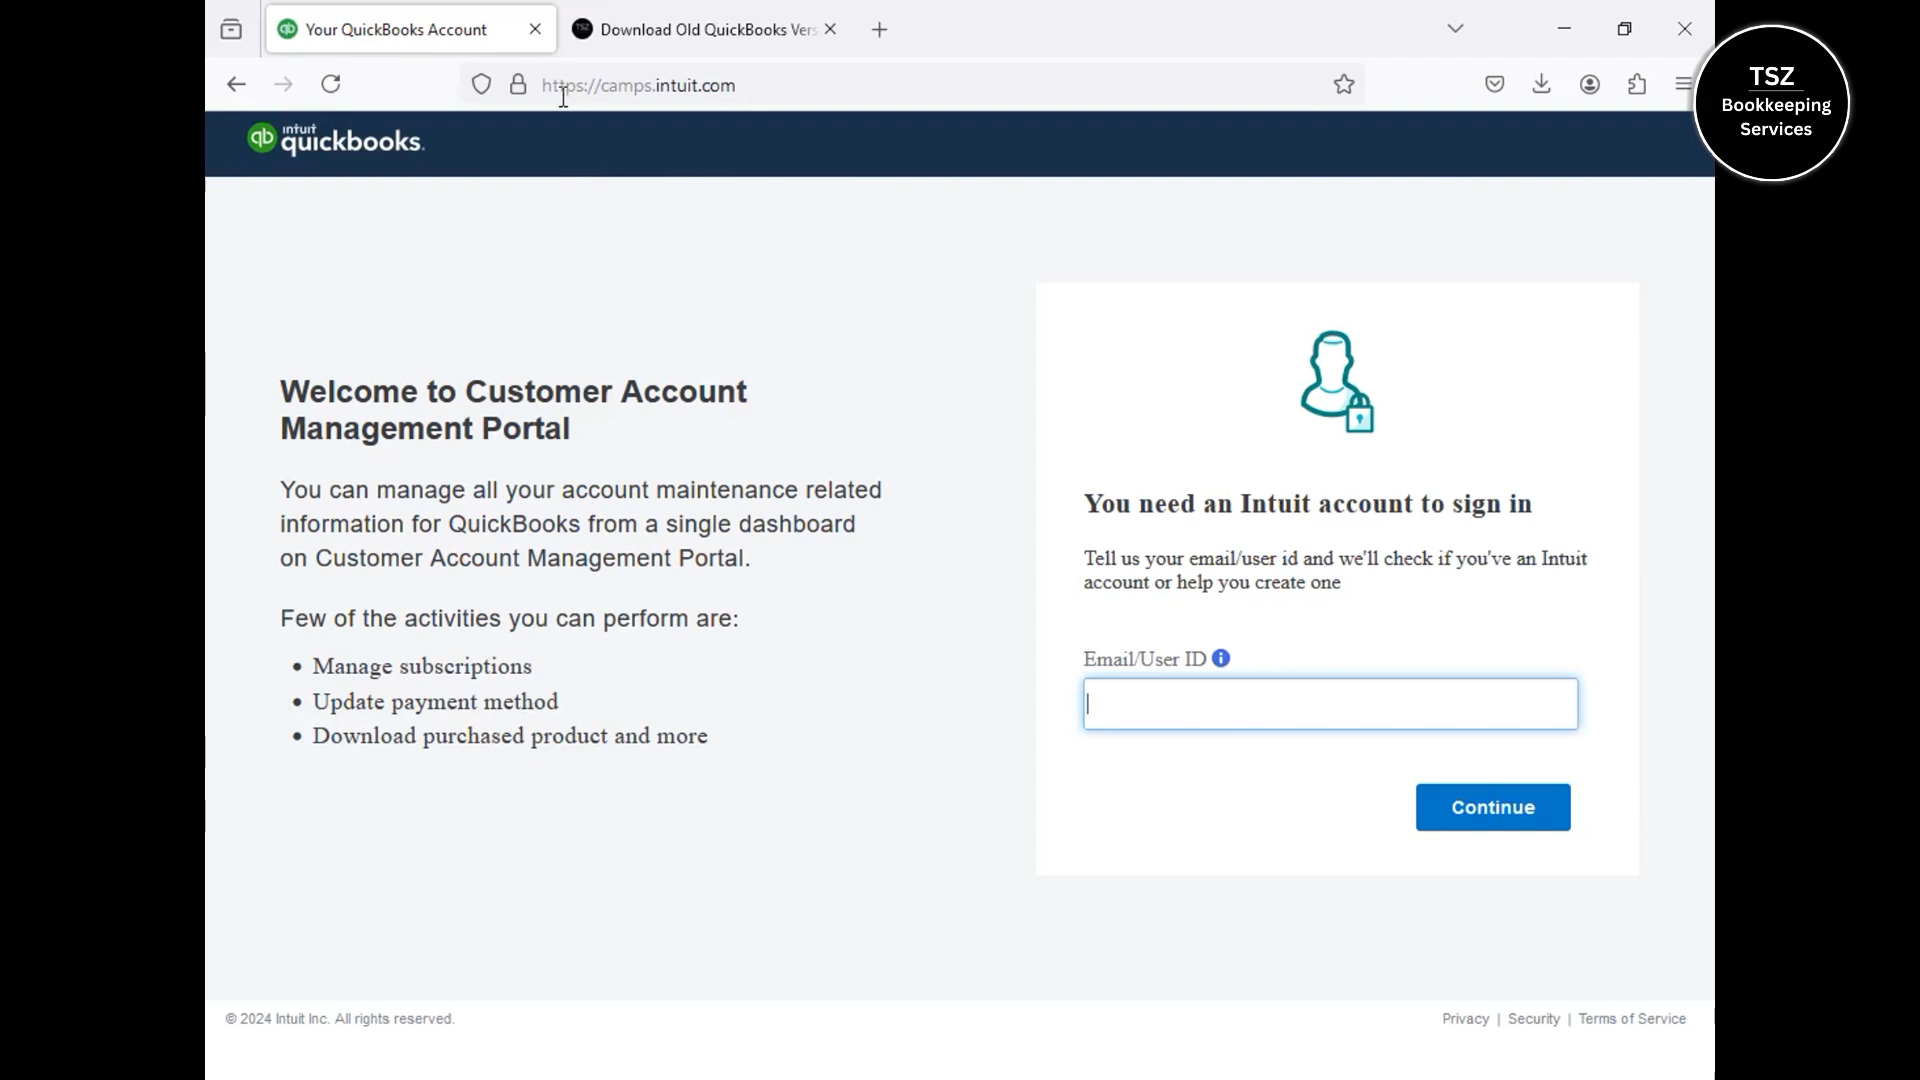 Your QuickBooks Account
TSZ
Download Old QuickBooks Vers
https://camps.intuit.com
TSZ
Bookkeeping
Services
qb
intuit
quickbooks.
Welcome to Customer Account
Management Portal
You can manage all your account maintenance related
information for QuickBooks from a single dashboard
on Customer Account Management Portal.
Few of the activities you can perform are:
• Manage subscriptions
• Update payment method
• Download purchased product and more
You need an Intuit account to sign in
Tell us your email/user id and we'll check if you've an Intuit
account or help you create one
Email/User ID
Continue
© 2024 Intuit Inc. All rights reserved.
Privacy | Security | Terms of Service